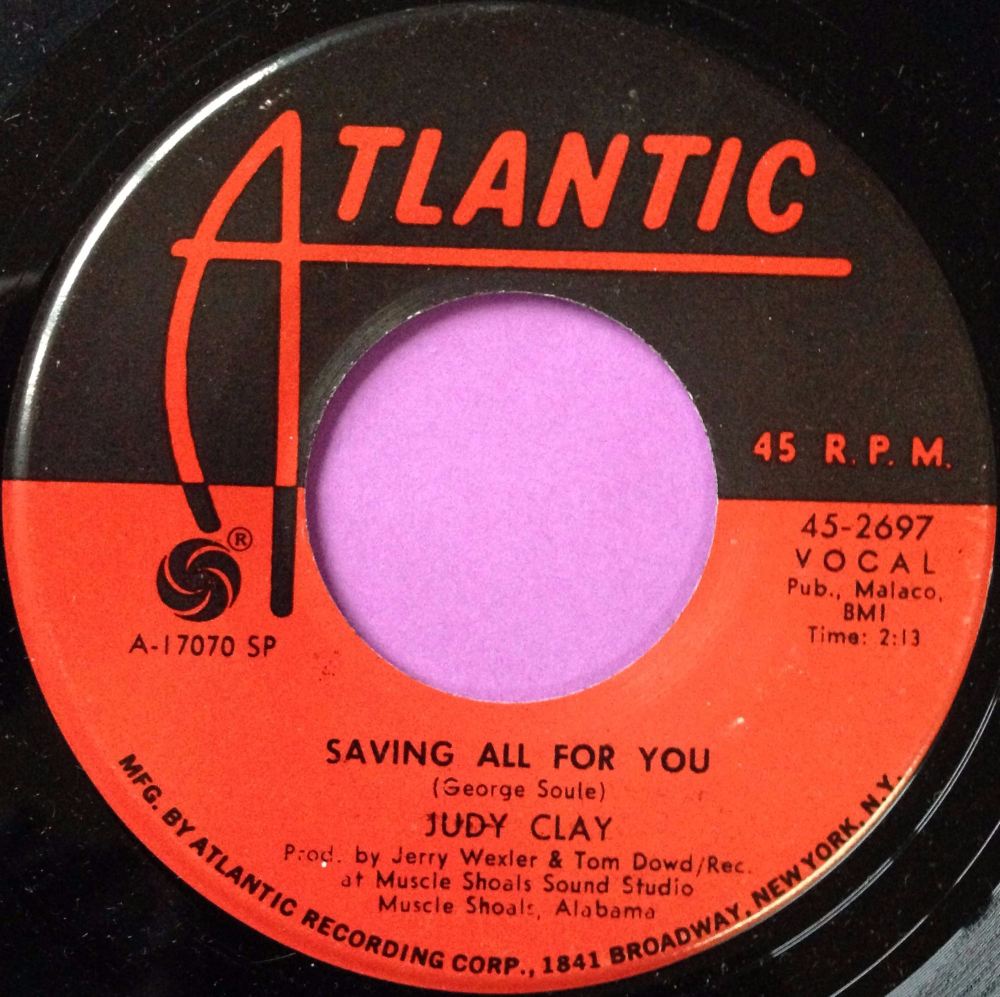 ATLANTIC
45 R.P.M.
45-2697
VOCAL
Pub., Malaco,
BMI
Time: 2:13
®
A-17070 SP
SAVING ALL FOR YOU
(George Soule)
JUDY CLAY
Prod. by Jerry Wexler & Tom Dowd/Rec.
at Muscle Shoals Sound Studio
Muscle Shoals, Alabama
MFG. BY ATLANTIC RECORDING CORP., 1841 BROADWAY, NEW YORK, N.Y.